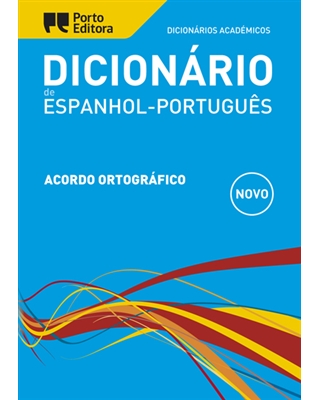 Porto
Editora
DICIONÁRIOS ACADÉMICOS
DICIONÁRIO
de
ESPANHOL-PORTUGUÊS
ACORDO ORTOGRÁFICO
NOVO